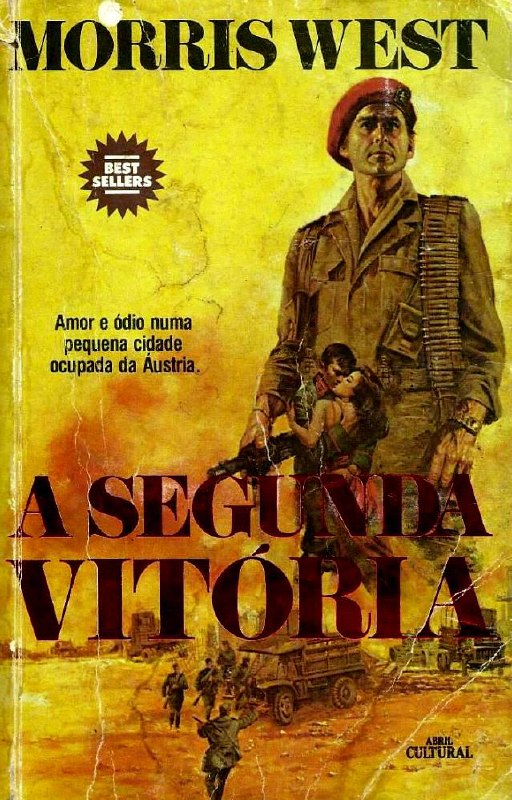 MORRIS WEST
BEST
SELLERS
Amor e ódio numa
pequena cidade
ocupada da Áustria.
A SEGUNDA
VITÓRIA
ABRIL
CULTURAL